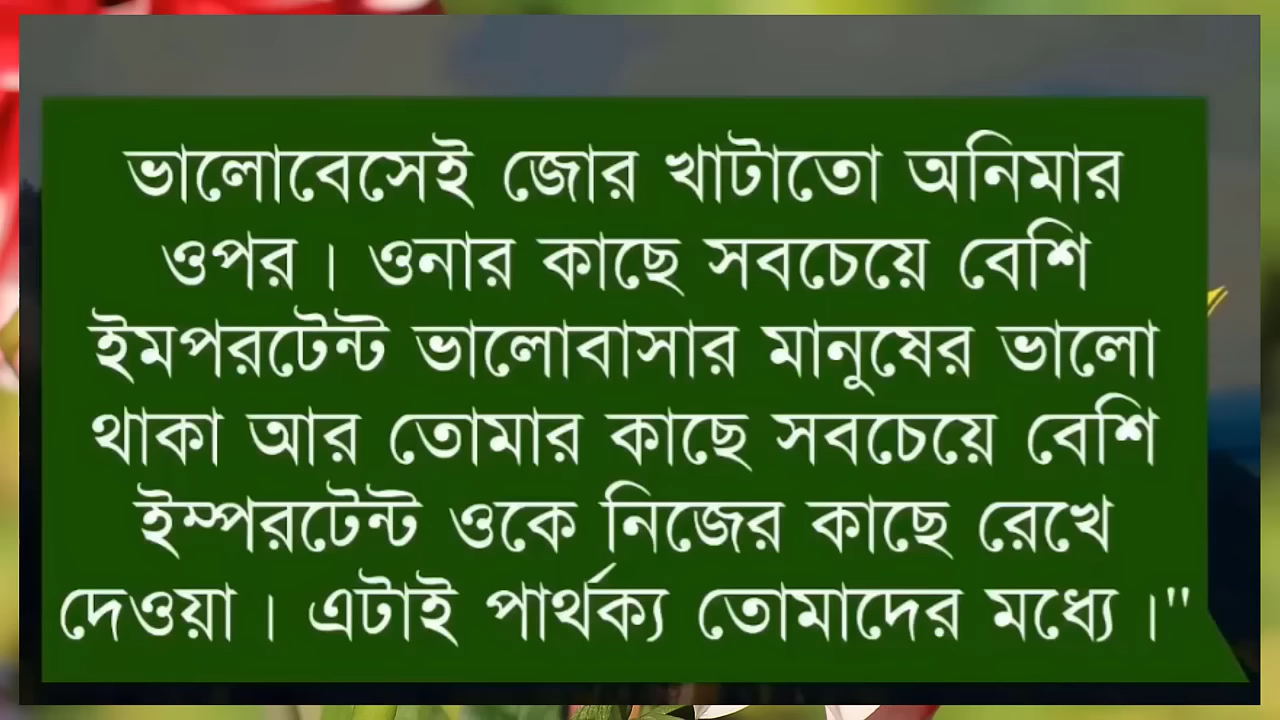 ভালোবেসেই জোর খাটাতো অনিমার
ওপর। ওনার কাছে সবচেয়ে বেশি
ইমপরটেন্ট ভালোবাসার মানুষের ভালো
থাকা আর তোমার কাছে সবচেয়ে বেশি
ইম্পরটেন্ট ওকে নিজের কাছে রেখে
দেওয়া। এটাই পার্থক্য তোমাদের মধ্যে।"